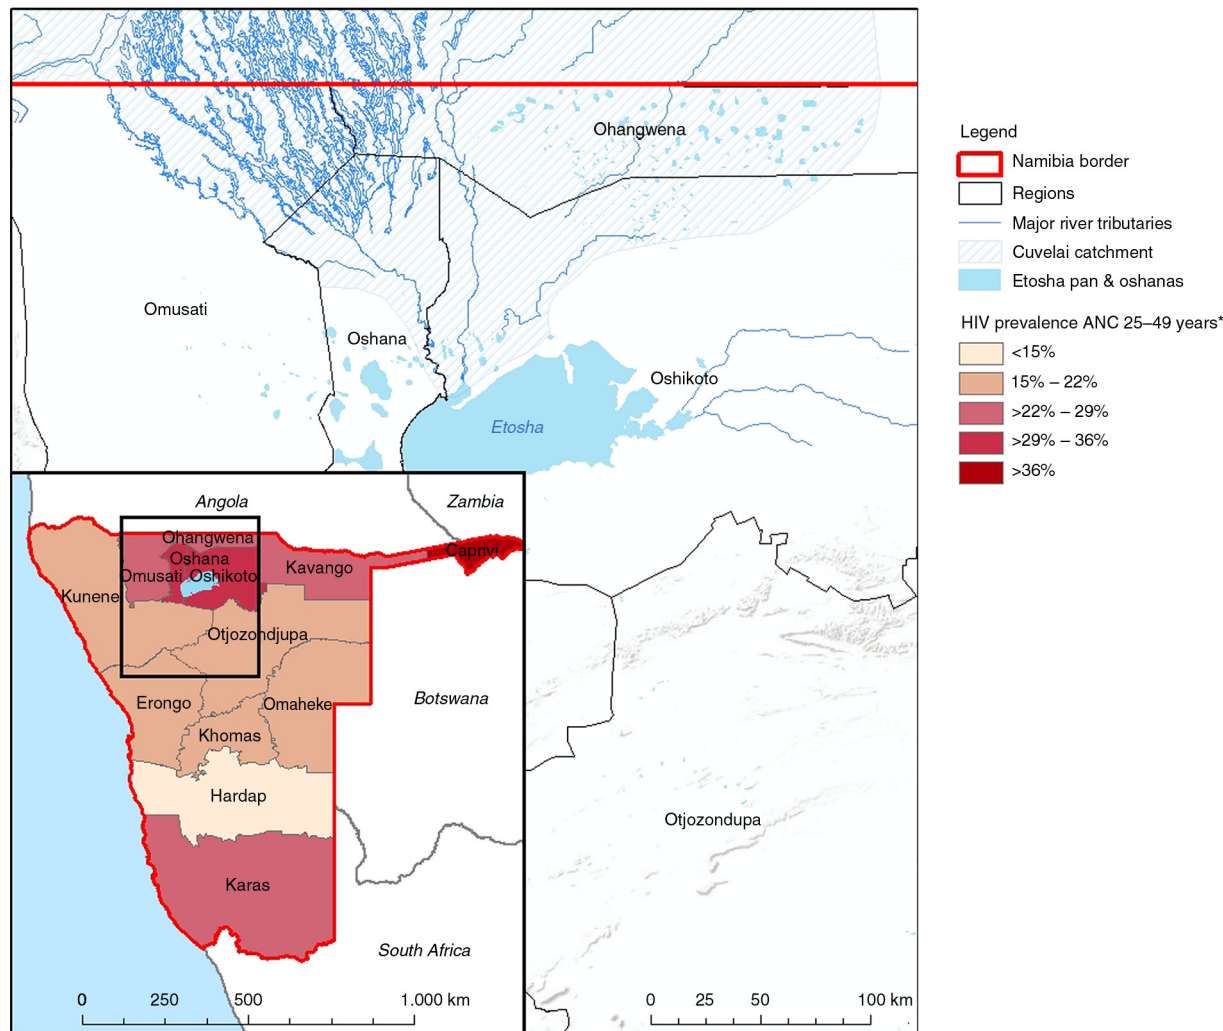 Ohangwena
Omusati
Oshana
Oshikoto
Etosha
Otjozondupa
0 25 50 100 km
Legend
Namibia border
Regions
Major river tributaries
Cuvelai catchment
Etosha pan & oshanas
HIV prevalence ANC 25–49 years*
<15%
15% – 22%
>22% – 29%
>29% – 36%
>36%
Angola
Zambia
Ohangwena
Oshana
Caprivi
Omusati Oshikoto
Kavango
Kunene
Otjozondjupa
Erongo
Omaheke
Botswana
Khomas
Hardap
Karas
South Africa
0 250 500 1.000 km